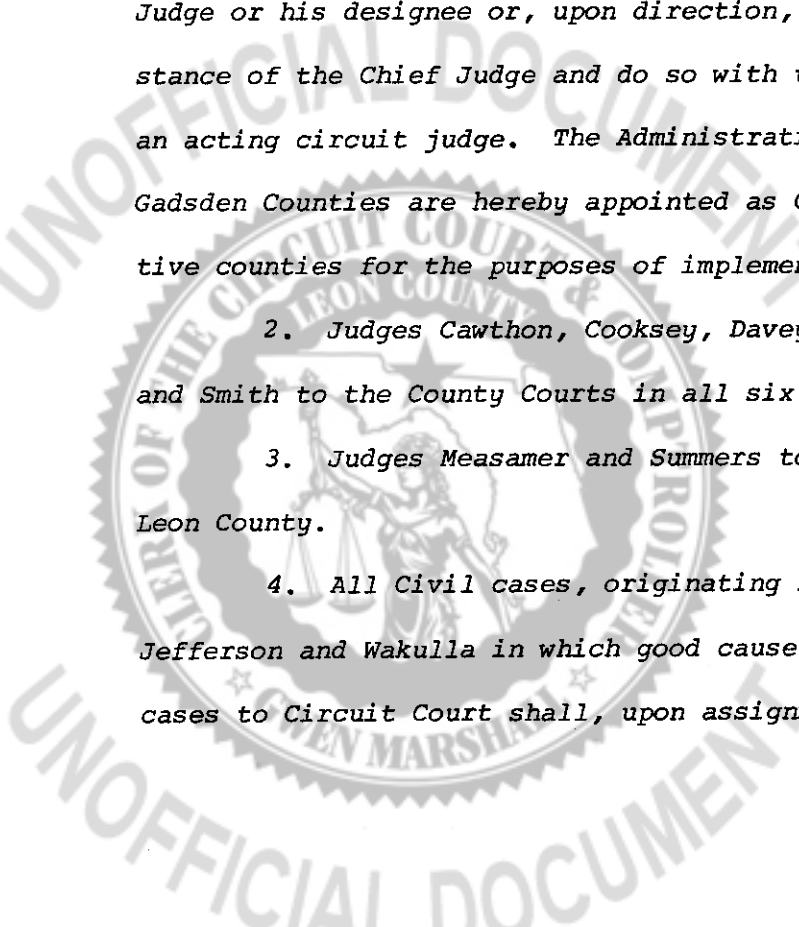 Judge or his designee or, upon direction,
stance of the Chief Judge and do so with
an acting circuit judge. The Administrati
Gadsden Counties are hereby appointed as
tive counties for the purposes of implemen
2. Judges Cawthon, Cooksey, Davey
and Smith to the County Courts in all six
3. Judges Measamer and Summers to
Leon County.
4. All Civil cases, originating
Jefferson and Wakulla in which good cause
cases to Circuit Court shall, upon assign
UNOFFICIAL DOCUMENT
CLERK OF THE CIRCUIT COURT & COMPTROLLER
LEON COUNTY
GWEN MARSHALL
UNOFFICIAL DOCUMENT